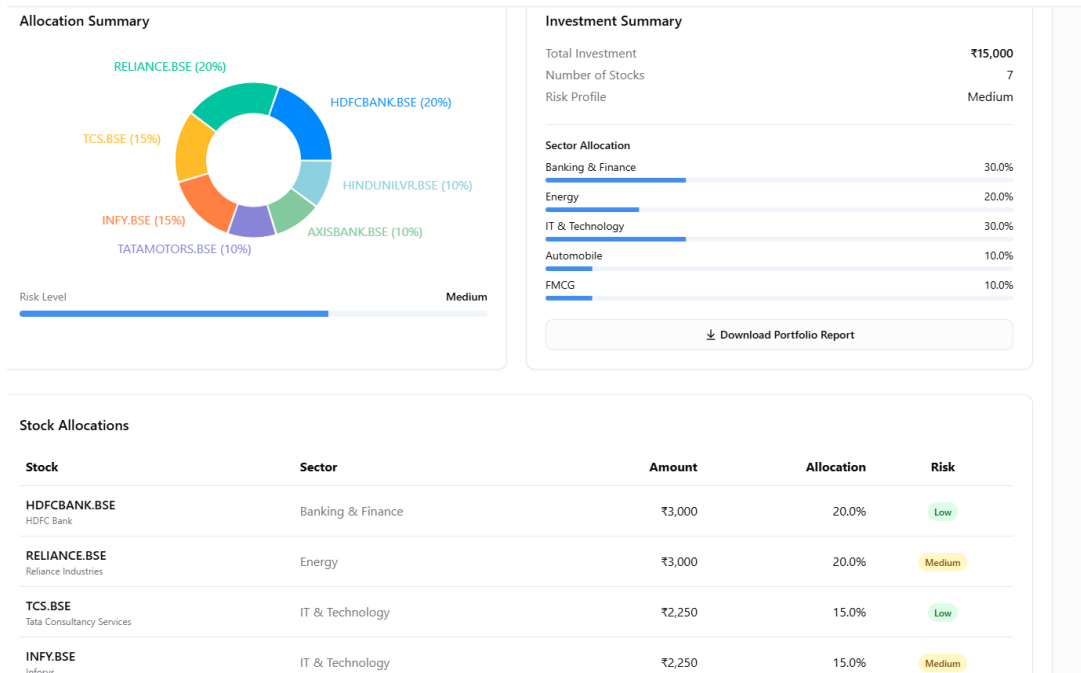 Allocation Summary
RELIANCE.BSE (20%)
HDFCBANK.BSE (20%)
TCS.BSE (15%)
HINDUNILVR.BSE (10%)
INFY.BSE (15%)
AXISBANK.BSE (10%)
TATAMOTORS.BSE (10%)
Risk Level Medium
Investment Summary
Total Investment ₹15,000
Number of Stocks 7
Risk Profile Medium
Sector Allocation
Banking & Finance 30.0%
Energy 20.0%
IT & Technology 30.0%
Automobile 10.0%
FMCG 10.0%
Download Portfolio Report
Stock Allocations
Stock Sector Amount Allocation Risk
HDFCBANK.BSE
HDFC Bank
Banking & Finance ₹3,000 20.0% Low
RELIANCE.BSE
Reliance Industries
Energy ₹3,000 20.0% Medium
TCS.BSE
Tata Consultancy Services
IT & Technology ₹2,250 15.0% Low
INFY.BSE
Infosys
IT & Technology ₹2,250 15.0% Medium